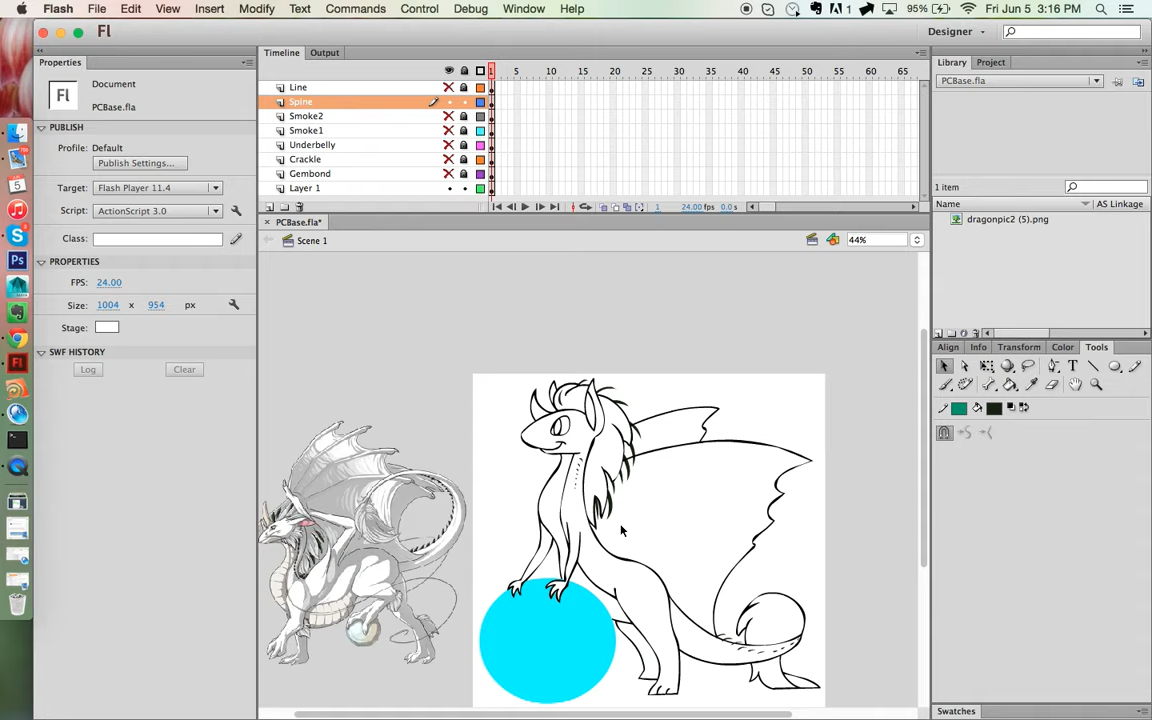 Flash File Edit View Insert Modify Text Commands Control Debug Window Help 1 95% Fri Jun 5 3:16 PM
Fl Designer
Properties Timeline Output Library Project
Document
Fl
PCBase.fla
PUBLISH
Profile: Default
Publish Settings...
Target: Flash Player 11.4
Script: ActionScript 3.0
Class:
PROPERTIES
FPS: 24.00
Size: 1004 x 954 px
Stage:
SWF HISTORY
Log Clear
1 5 10 15 20 25 30 35 40 45 50 55 60 65
Line
Spine
Smoke2
Smoke1
Underbelly
Crackle
Gembond
Layer 1
1 24.00 fps 0.0 s
PCBase.fla*
Scene 1 44%
PCBase.fla
1 item
Name AS Linkage
dragonpic2 (5).png
Align Info Transform Color Tools
T
Swatches